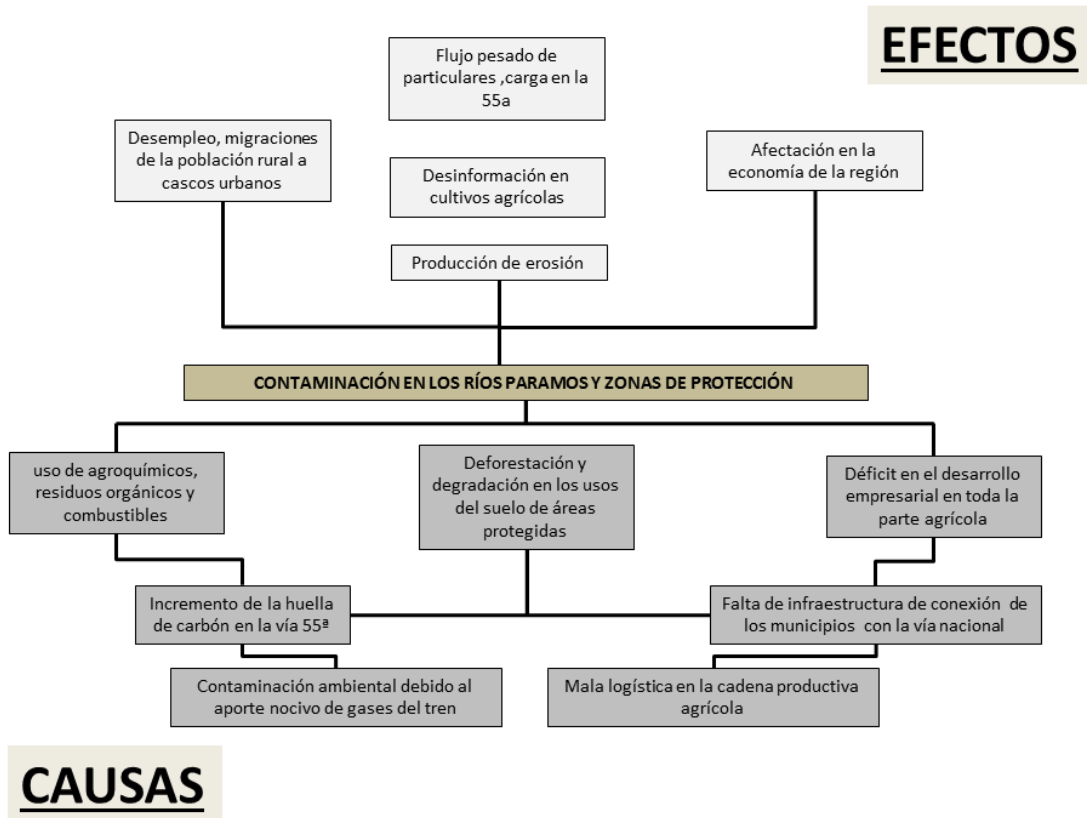 EFECTOS
Flujo pesado de
particulares ,carga en la
55a
Desempleo, migraciones
de la población rural a
cascos urbanos
Desinformación en
cultivos agrícolas
Afectación en la
economía de la región
Producción de erosión
CONTAMINACIÓN EN LOS RÍOS PARAMOS Y ZONAS DE PROTECCIÓN
uso de agroquímicos,
residuos orgánicos y
combustibles
Deforestación y
degradación en los usos
del suelo de áreas
protegidas
Déficit en el desarrollo
empresarial en toda la
parte agrícola
Incremento de la huella
de carbón en la vía 55ª
Falta de infraestructura de conexión de
los municipios con la vía nacional
Contaminación ambiental debido al
aporte nocivo de gases del tren
Mala logística en la cadena productiva
agrícola
CAUSAS